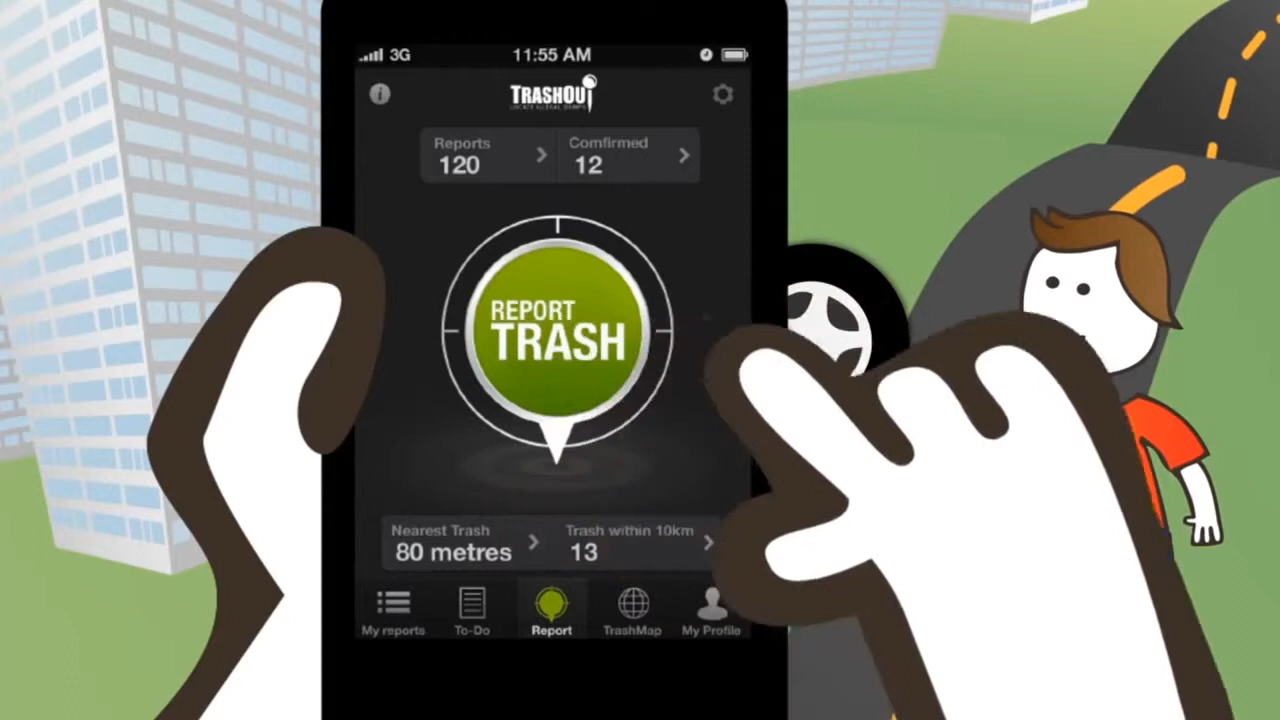 3G 11:55 AM
TRASHOUT
Reports
120
Comfirmed
12
REPORT
TRASH
Nearest Trash
80 metres
Trash within 10km
13
My reports To-Do Report TrashMap My Profile